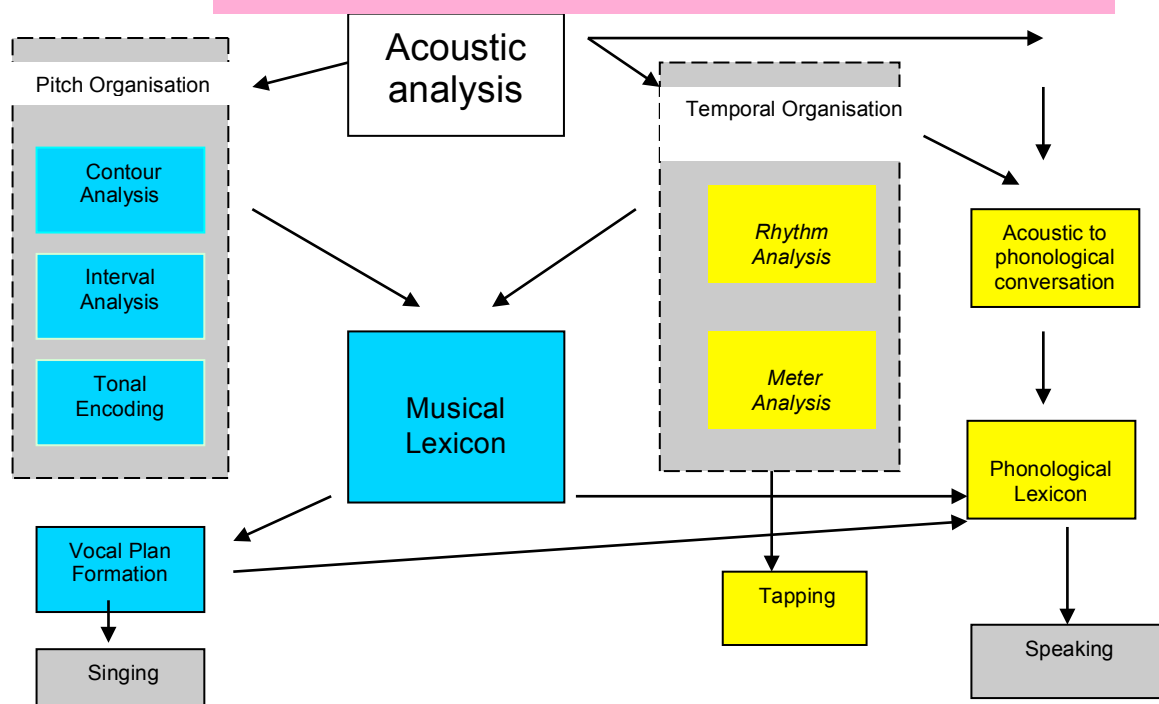 Acoustic
analysis
Pitch Organisation
Temporal Organisation
Contour
Analysis
Interval
Analysis
Tonal
Encoding
Rhythm
Analysis
Meter
Analysis
Acoustic to
phonological
conversation
Musical
Lexicon
Phonological
Lexicon
Vocal Plan
Formation
Tapping
Singing
Speaking